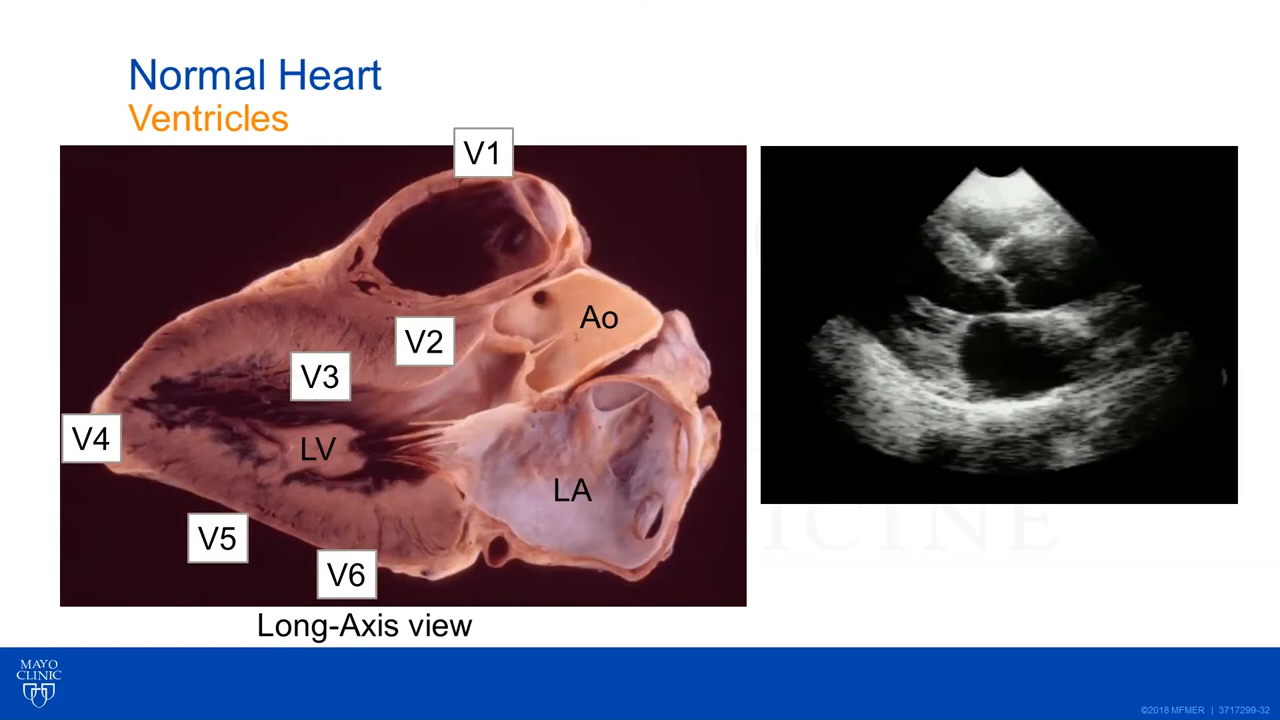 Normal Heart
Ventricles
V1
Ao
V2
V3
V4
LV
LA
V5
V6
Long-Axis view
ICINE
MAYO
CLINIC
©2018 MFMER | 3717299-32